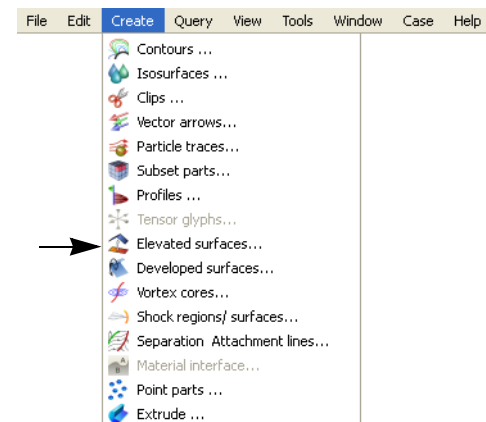 File Edit Create Query View Tools Window Case Help
Contours ...
Isosurfaces ...
Clips ...
Vector arrows...
Particle traces...
Subset parts...
Profiles ...
Tensor glyphs...
Elevated surfaces...
Developed surfaces...
Vortex cores...
Shock regions/ surfaces...
Separation Attachment lines...
Material interface...
Point parts ...
Extrude ...